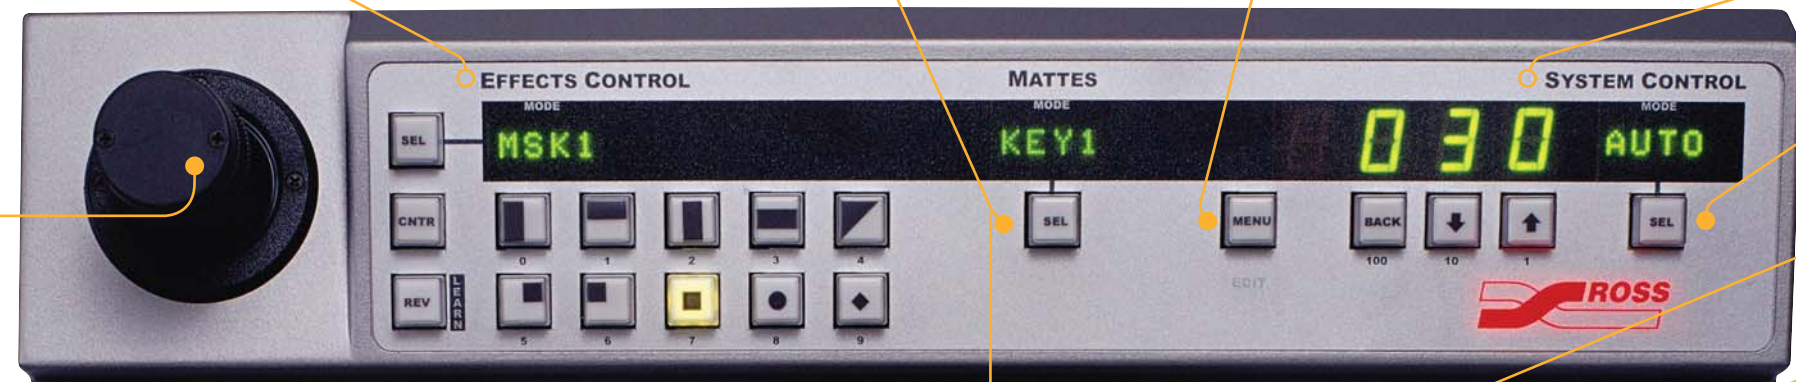 EFFECTS CONTROL MATTES SYSTEM CONTROL
MODE MODE MODE
SEL MSK1 KEY1 030 AUTO
CNTR SEL MENU BACK SEL
0 1 2 3 4 100 10 1
REV LEARN EDIT ROSS
5 6 7 8 9